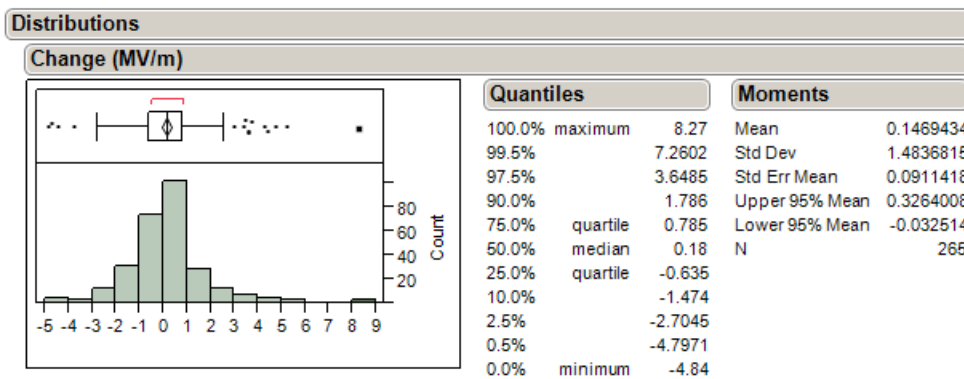 Distributions
Change (MV/m)
80
60
40
20
Count
-5 -4 -3 -2 -1 0 1 2 3 4 5 6 7 8 9
Quantiles
100.0% maximum 8.27
99.5% 7.2602
97.5% 3.6485
90.0% 1.786
75.0% quartile 0.785
50.0% median 0.18
25.0% quartile -0.635
10.0% -1.474
2.5% -2.7045
0.5% -4.7971
0.0% minimum -4.84
Moments
Mean 0.1469434
Std Dev 1.4836815
Std Err Mean 0.0911418
Upper 95% Mean 0.3264008
Lower 95% Mean -0.032514
N 265